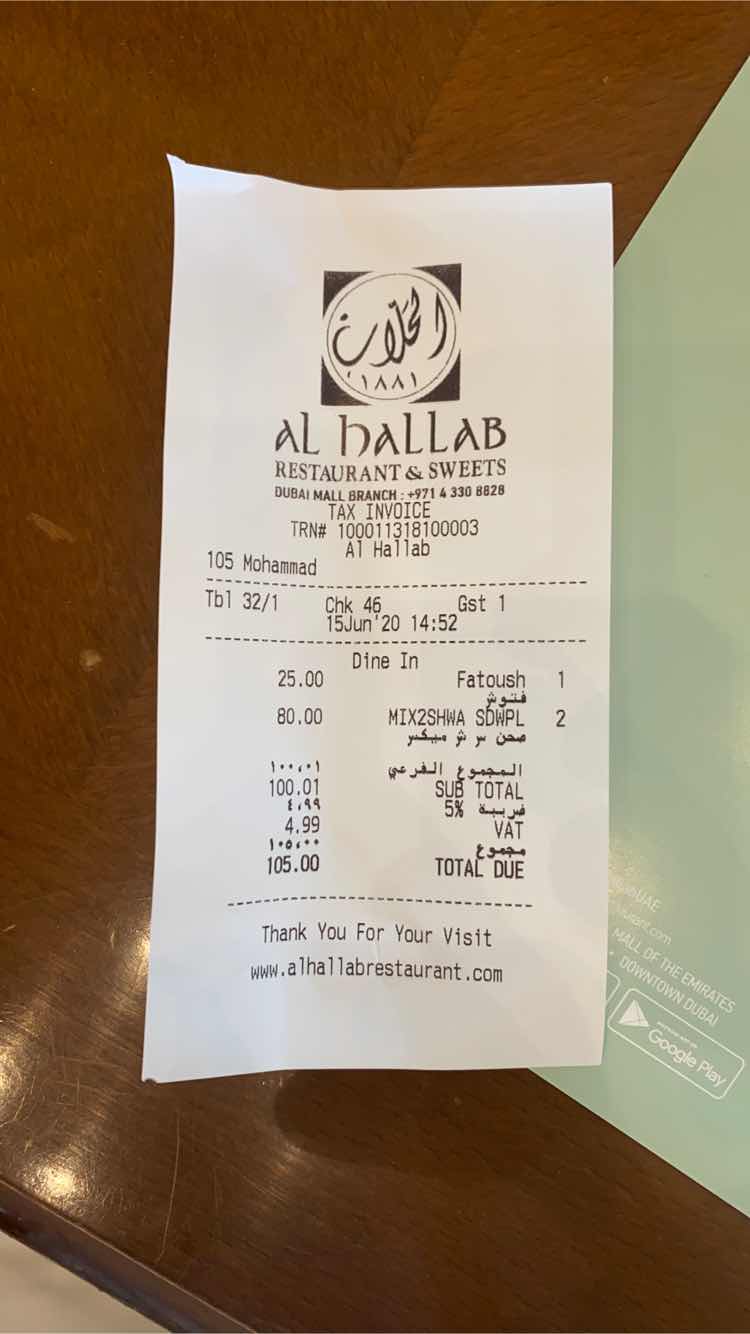 الحلاب
١٨٨١
AL HALLAB
RESTAURANT & SWEETS
DUBAI MALL BRANCH : +971 4 330 8828
TAX INVOICE
TRN# 100011318100003
Al Hallab
105 Mohammad
Tbl 32/1 Chk 46 Gst 1
15Jun'20 14:52
Dine In
25.00 Fatoush 1
فتوش
80.00 MIX2SHWA SDWPL 2
صحن س ش ميكس
١٠٠،٠١ المجموع الفرعي
100.01 SUB TOTAL
٤،٩٩ ضريبة 5%
4.99 VAT
١٠٥،٠٠ مجموع
105.00 TOTAL DUE
Thank You For Your Visit
www.alhallabrestaurant.com
UAE
MALL OF THE EMIRATES
DOWNTOWN DUBAI
Google Play